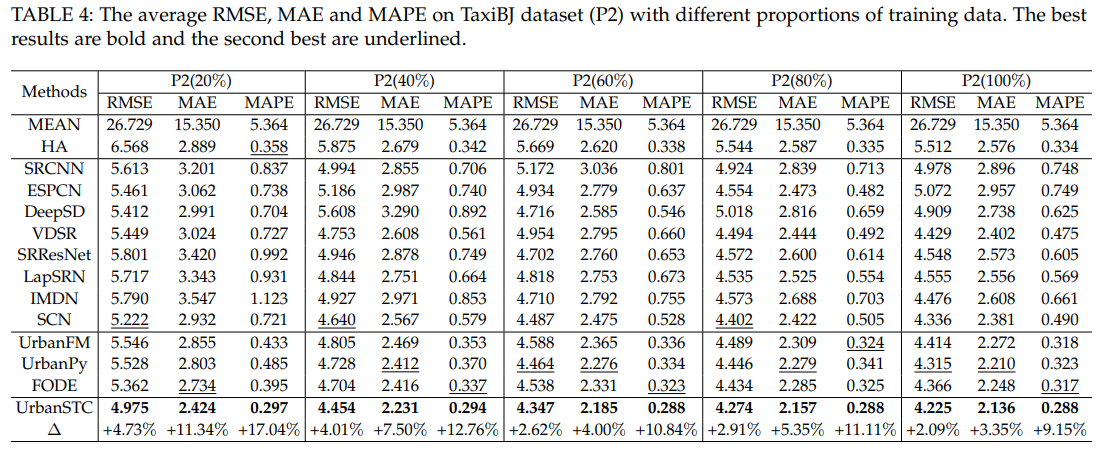 TABLE 4: The average RMSE, MAE and MAPE on TaxiBJ dataset (P2) with different proportions of training data. The best
results are bold and the second best are underlined.
Methods P2(20%) P2(40%) P2(60%) P2(80%) P2(100%)
RMSE MAE MAPE RMSE MAE MAPE RMSE MAE MAPE RMSE MAE MAPE RMSE MAE MAPE
MEAN 26.729 15.350 5.364 26.729 15.350 5.364 26.729 15.350 5.364 26.729 15.350 5.364 26.729 15.350 5.364
HA 6.568 2.889 0.358 5.875 2.679 0.342 5.669 2.620 0.338 5.544 2.587 0.335 5.512 2.576 0.334
SRCNN 5.613 3.201 0.837 4.994 2.855 0.706 5.172 3.036 0.801 4.924 2.839 0.713 4.978 2.896 0.748
ESPCN 5.461 3.062 0.738 5.186 2.987 0.740 4.934 2.779 0.637 4.554 2.473 0.482 5.072 2.957 0.749
DeepSD 5.412 2.991 0.704 5.608 3.290 0.892 4.716 2.585 0.546 5.018 2.816 0.659 4.909 2.738 0.625
VDSR 5.449 3.024 0.727 4.753 2.608 0.561 4.954 2.795 0.660 4.494 2.444 0.492 4.429 2.402 0.475
SRResNet 5.801 3.420 0.992 4.946 2.878 0.749 4.702 2.760 0.653 4.572 2.600 0.614 4.548 2.573 0.605
LapSRN 5.717 3.343 0.931 4.844 2.751 0.664 4.818 2.753 0.673 4.535 2.525 0.554 4.555 2.556 0.569
IMDN 5.790 3.547 1.123 4.927 2.971 0.853 4.710 2.792 0.755 4.573 2.688 0.703 4.476 2.608 0.661
SCN 5.222 2.932 0.721 4.640 2.567 0.579 4.487 2.475 0.528 4.402 2.422 0.505 4.336 2.381 0.490
UrbanFM 5.546 2.855 0.433 4.805 2.469 0.353 4.588 2.365 0.336 4.489 2.309 0.324 4.414 2.272 0.318
UrbanPy 5.528 2.803 0.485 4.728 2.412 0.370 4.464 2.276 0.334 4.446 2.279 0.341 4.315 2.210 0.323
FODE 5.362 2.734 0.395 4.704 2.416 0.337 4.538 2.331 0.323 4.434 2.285 0.325 4.366 2.248 0.317
UrbanSTC 4.975 2.424 0.297 4.454 2.231 0.294 4.347 2.185 0.288 4.274 2.157 0.288 4.225 2.136 0.288
Δ +4.73% +11.34% +17.04% +4.01% +7.50% +12.76% +2.62% +4.00% +10.84% +2.91% +5.35% +11.11% +2.09% +3.35% +9.15%